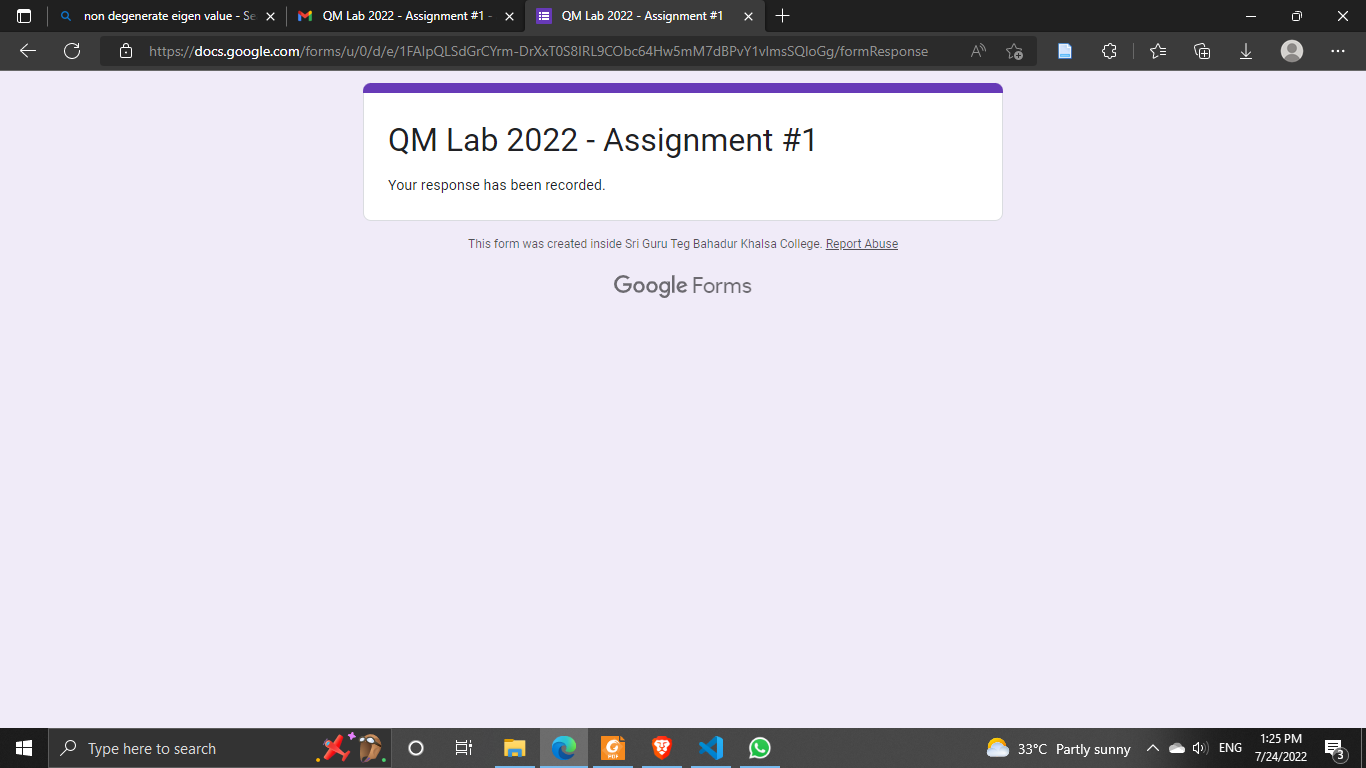 non degenerate eigen value - Se
QM Lab 2022 - Assignment #1 -
QM Lab 2022 - Assignment #1
https://docs.google.com/forms/u/0/d/e/1FAIpQLSdGrCYrm-DrXxT0S8IRL9CObc64Hw5mM7dBPvY1vlmsSQIoGg/formResponse
QM Lab 2022 - Assignment #1
Your response has been recorded.
This form was created inside Sri Guru Teg Bahadur Khalsa College. Report Abuse
Google Forms
Type here to search
33°C Partly sunny
ENG
1:25 PM
7/24/2022
3